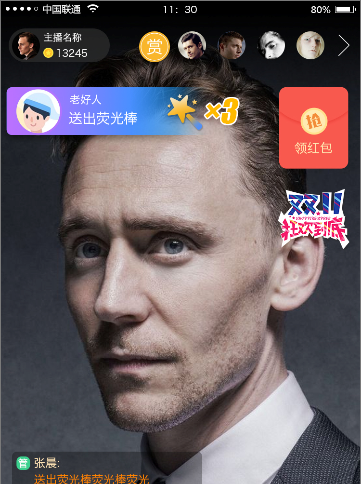 中国联通
11: 30
80%
主播名称
13245
赏
老好人
送出荧光棒
×3
抢
领红包
双11
狂欢到底
管 张晨:
送出荧光棒荧光棒荧光